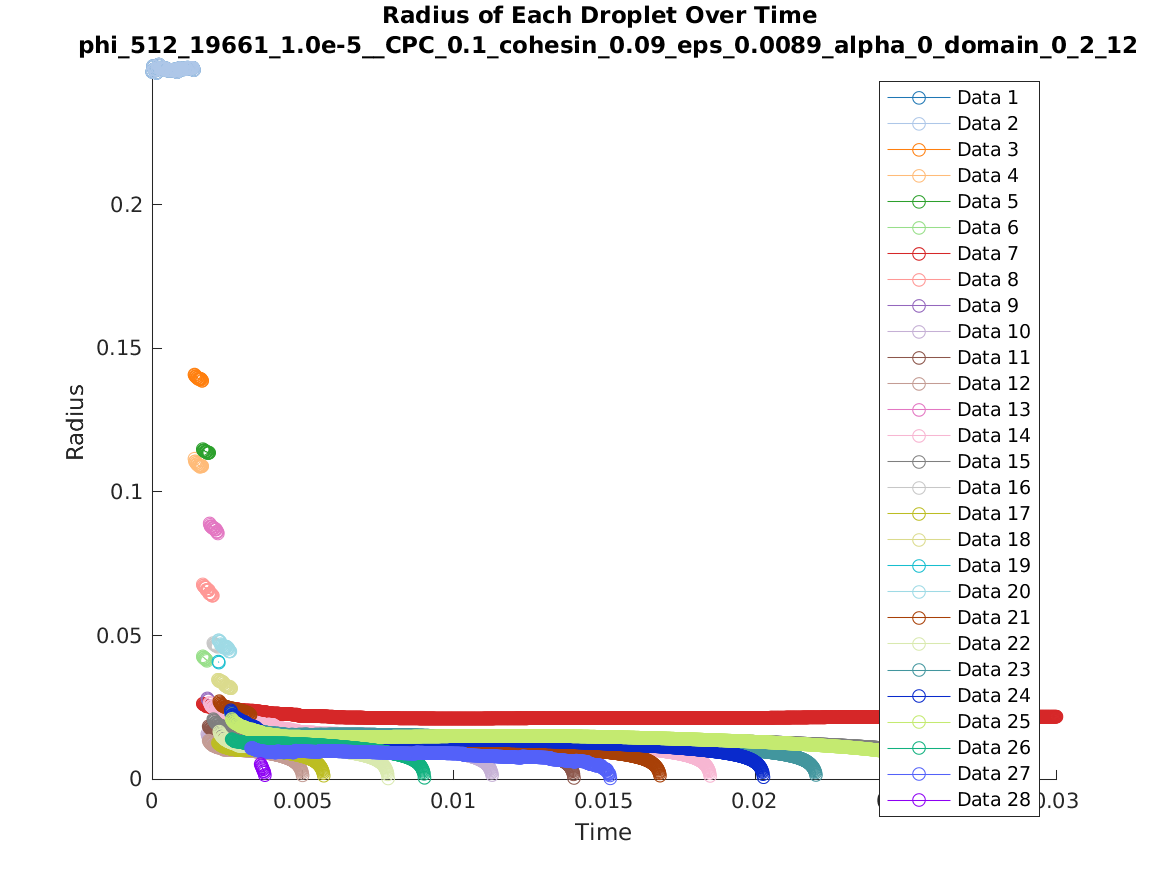 Radius of Each Droplet Over Time
phi_512_19661_1.0e-5__CPC_0.1_cohesin_0.09_eps_0.0089_alpha_0_domain_0_2_12
0.2
0.15
0.1
0.05
0
Radius
0
0.005
0.01
0.015
0.02
0.03
Time
Data 1
Data 2
Data 3
Data 4
Data 5
Data 6
Data 7
Data 8
Data 9
Data 10
Data 11
Data 12
Data 13
Data 14
Data 15
Data 16
Data 17
Data 18
Data 19
Data 20
Data 21
Data 22
Data 23
Data 24
Data 25
Data 26
Data 27
Data 28